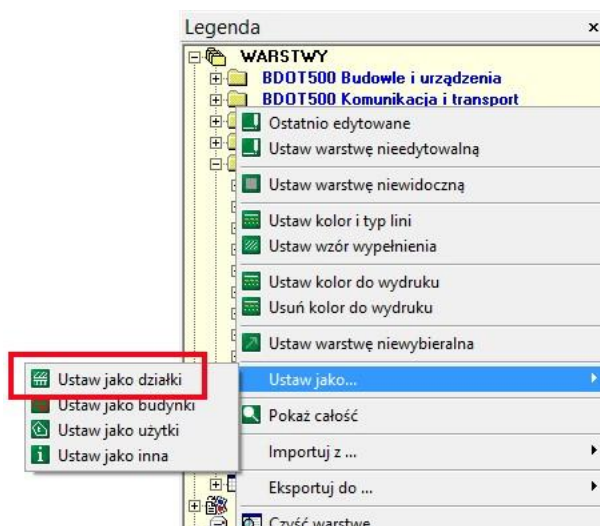 Legenda
x
WARSTWY
BDOT500 Budowle i urządzenia
BDOT500 Komunikacja i transport
Ostatnio edytowane
Ustaw warstwę nieedytowalną
Ustaw warstwę niewidoczną
Ustaw kolor i typ lini
Ustaw wzór wypełnienia
Ustaw kolor do wydruku
Usuń kolor do wydruku
Ustaw warstwę niewybieralna
Ustaw jako...
Ustaw jako działki
Ustaw jako budynki
Ustaw jako użytki
Ustaw jako inna
Pokaż całość
Importuj z ...
Eksportuj do ...
Czyść warstwę